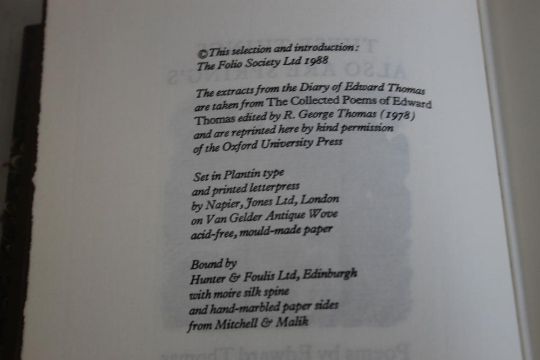 ©This selection and introduction:
The Folio Society Ltd 1988
The extracts from the Diary of Edward Thomas
are taken from The Collected Poems of Edward
Thomas edited by R. George Thomas (1978)
and are reprinted here by kind permission
of the Oxford University Press
Set in Plantin type
and printed letterpress
by Napier, Jones Ltd, London
on Van Gelder Antique Wove
acid-free, mould-made paper
Bound by
Hunter & Foulis Ltd, Edinburgh
with moire silk spine
and hand-marbled paper sides
from Mitchell & Malik